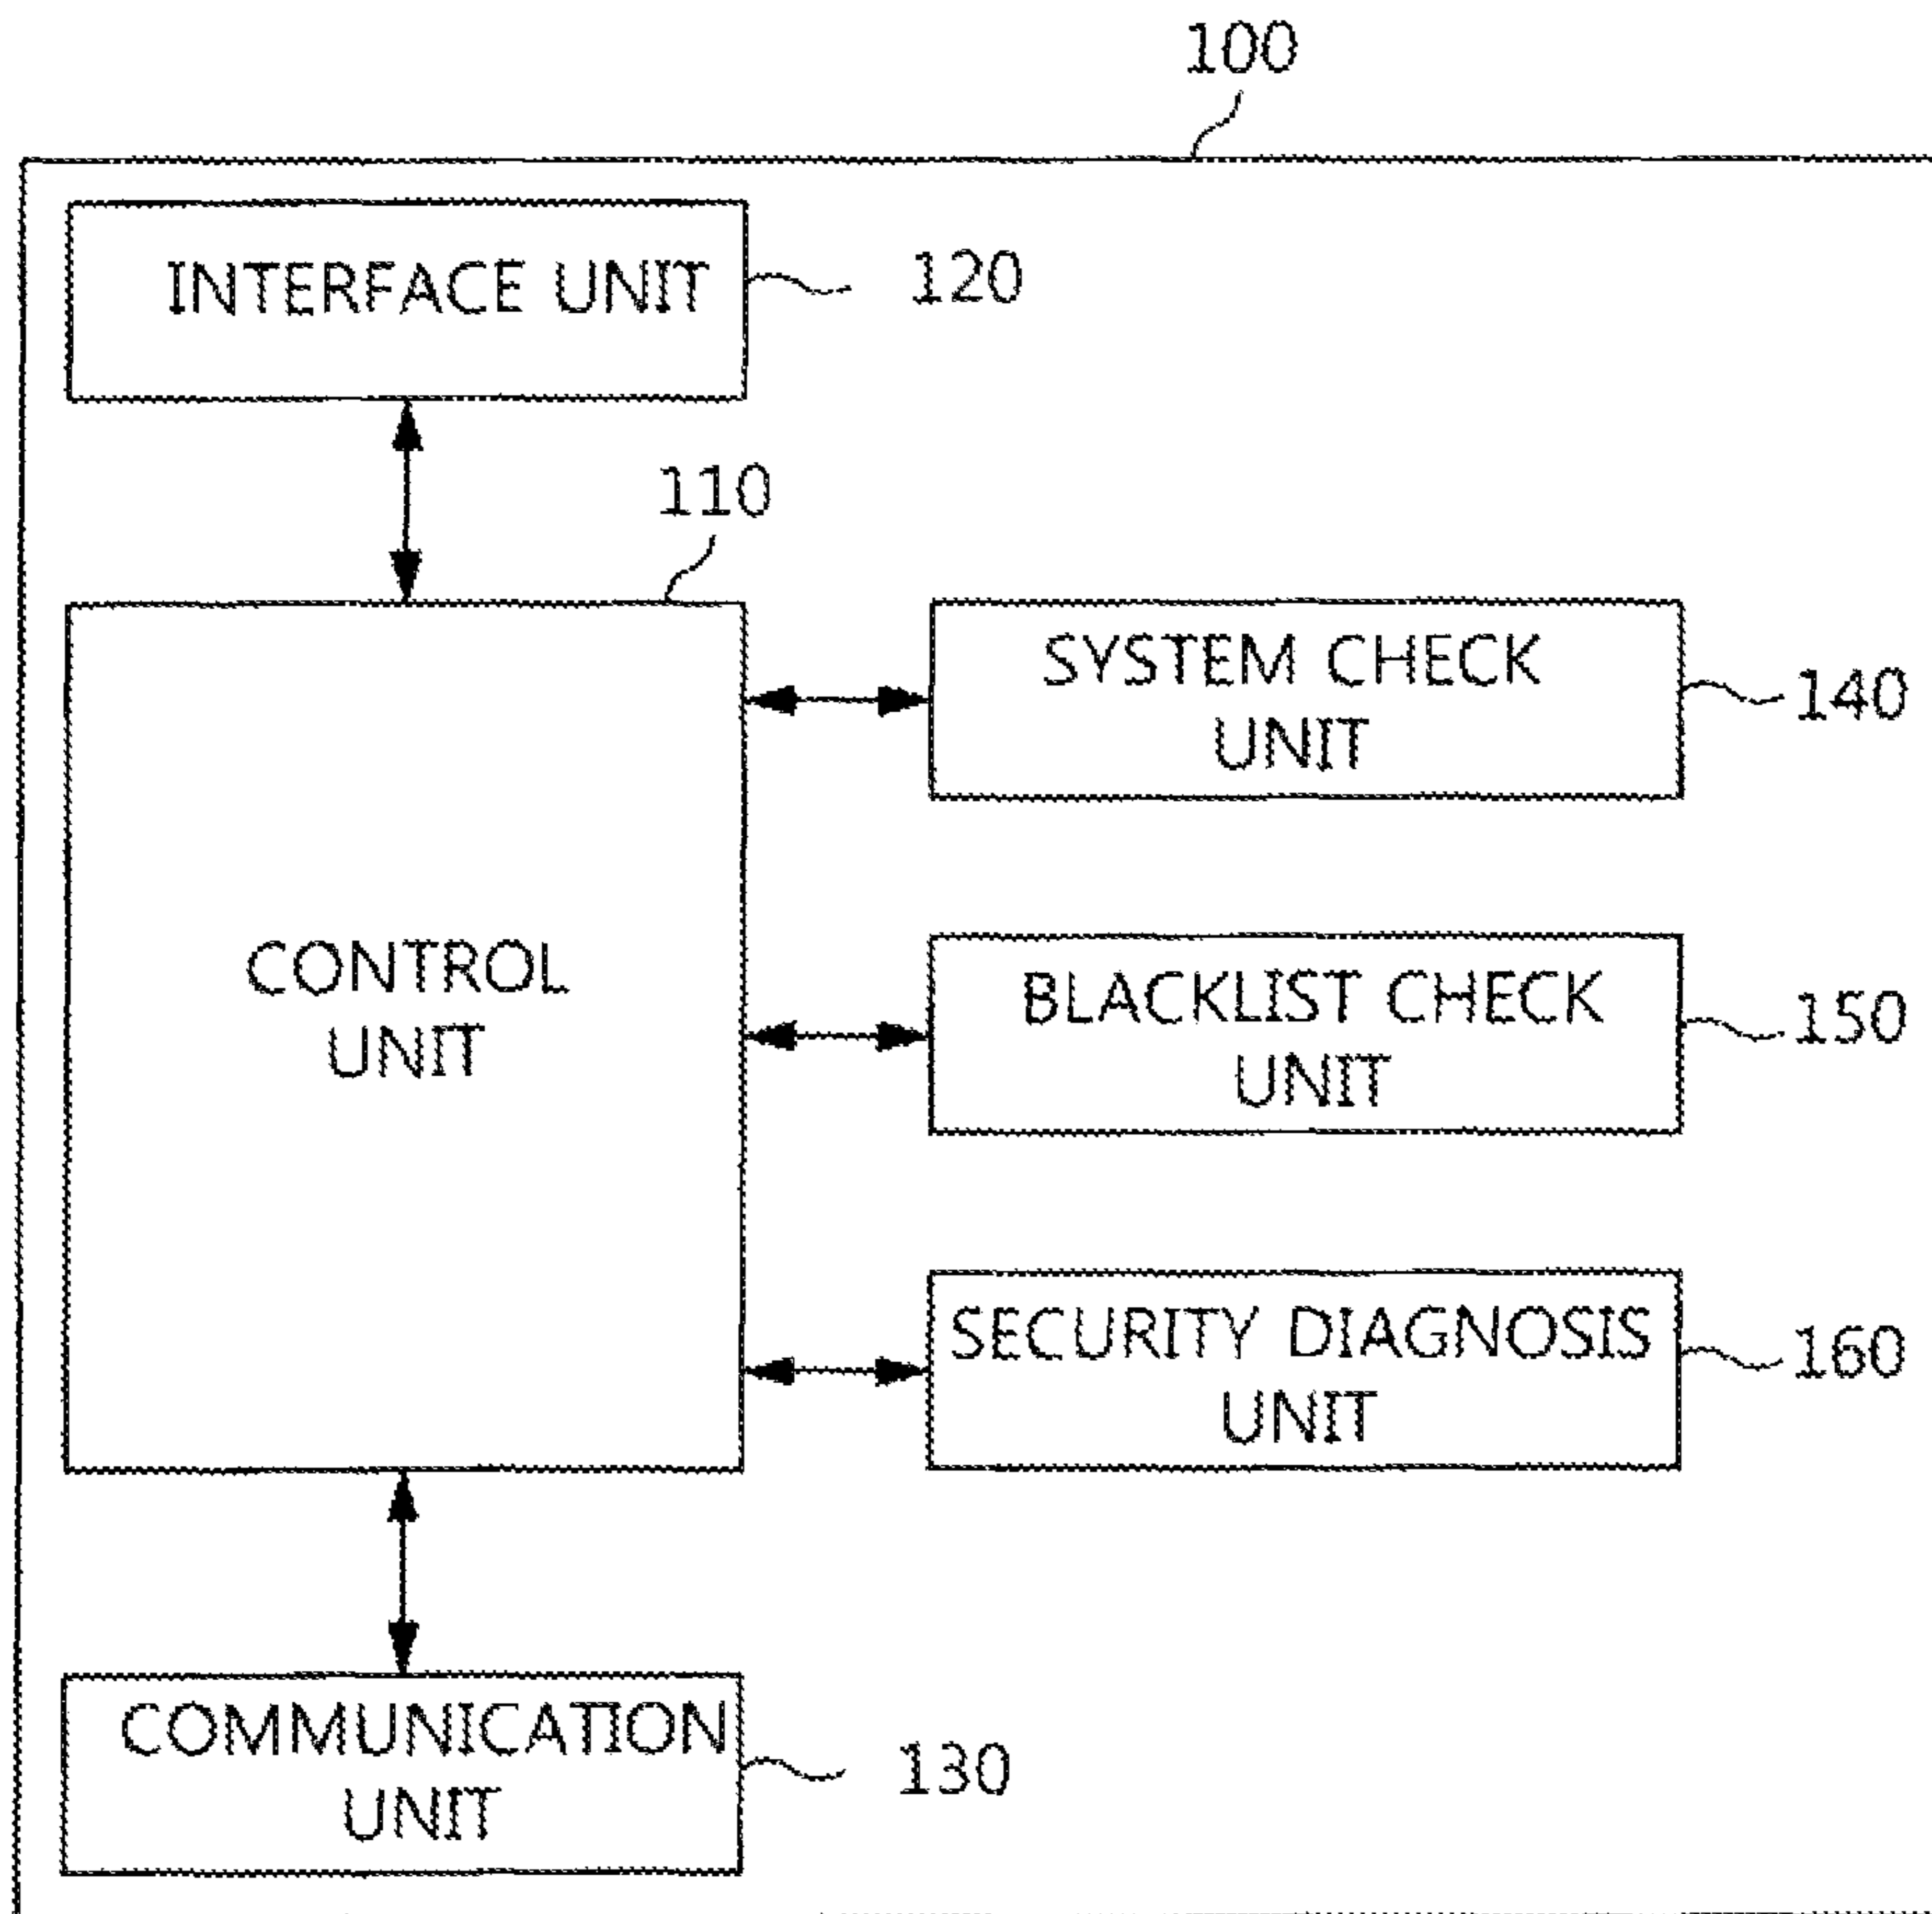 100
INTERFACE UNIT
120
110
CONTROL
UNIT
SYSTEM CHECK
UNIT
140
BLACKLIST CHECK
UNIT
150
SECURITY DIAGNOSIS
UNIT
160
COMMUNICATION
UNIT
130